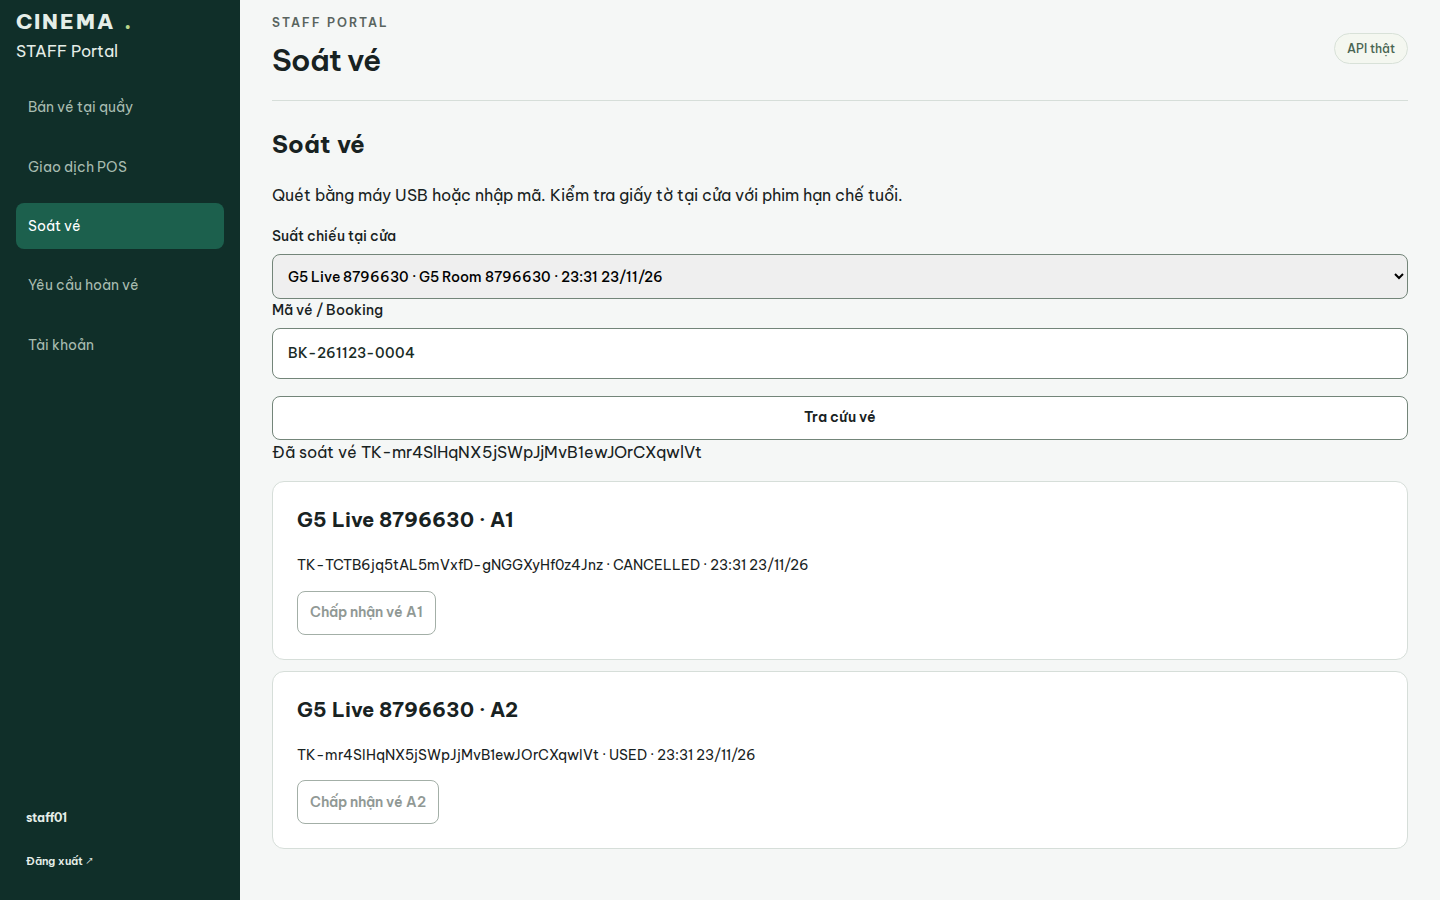 CINEMA .
STAFF Portal
Bán vé tại quầy
Giao dịch POS
Soát vé
Yêu cầu hoàn vé
Tài khoản
staff01
Đăng xuất ↗
STAFF PORTAL
Soát vé
API thật
Soát vé
Quét bằng máy USB hoặc nhập mã. Kiểm tra giấy tờ tại cửa với phim hạn chế tuổi.
Suất chiếu tại cửa
G5 Live 8796630 · G5 Room 8796630 · 23:31 23/11/26
Mã vé / Booking
BK-261123-0004
Tra cứu vé
Đã soát vé TK-mr4SlHqNX5jSWpJjMvB1ewJOrCXqwlVt
G5 Live 8796630 · A1
TK-TCTB6jq5tAL5mVxfD-gNGGXyHf0z4Jnz · CANCELLED · 23:31 23/11/26
Chấp nhận vé A1
G5 Live 8796630 · A2
TK-mr4SlHqNX5jSWpJjMvB1ewJOrCXqwlVt · USED · 23:31 23/11/26
Chấp nhận vé A2